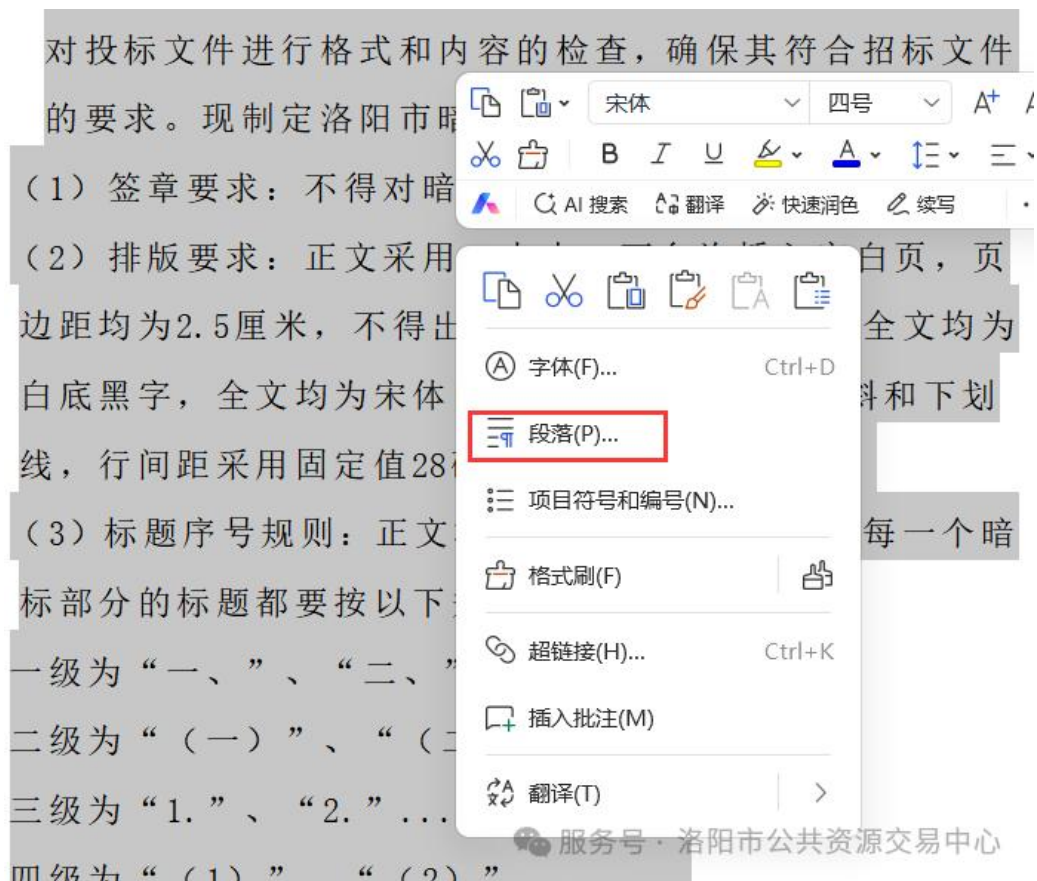 对投标文件进行格式和内容的检查，确保其符合招标文件
的要求。现制定洛阳市暗
（1）签章要求：不得对暗
（2）排版要求：正文采用
白页，页
边距均为2.5厘米，不得出
全文均为
白底黑字，全文均为宋体
和下划
线，行间距采用固定值28
（3）标题序号规则：正文
每一个暗
标部分的标题都要按以下
一级为“一、”、“二、”
二级为“（一）”、“（二
三级为“1.”、“2.”...
四级为“（1）”、“（2）”
宋体 四号 A+
B I U A
AI 搜索 翻译 快速润色 续写
字体(F)... Ctrl+D
段落(P)...
项目符号和编号(N)...
格式刷(F)
超链接(H)... Ctrl+K
插入批注(M)
翻译(T)
服务号 · 洛阳市公共资源交易中心